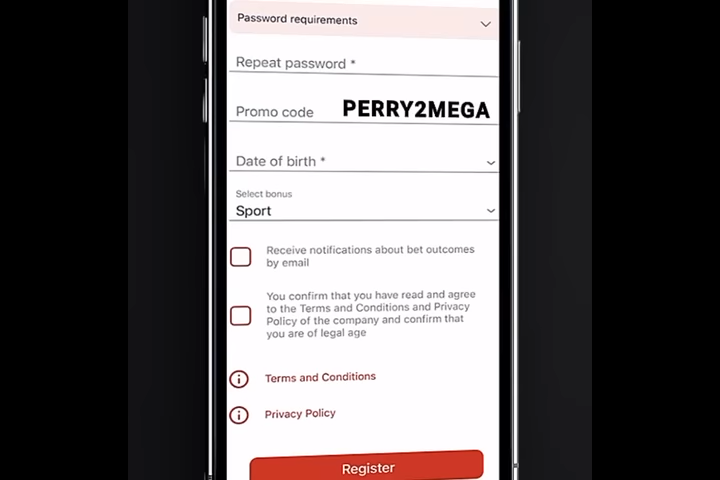 Password requirements
Repeat password *
Promo code PERRY2MEGA
Date of birth *
Select bonus
Sport
Receive notifications about bet outcomes
by email
You confirm that you have read and agree
to the Terms and Conditions and Privacy
Policy of the company and confirm that
you are of legal age
Terms and Conditions
Privacy Policy
Register